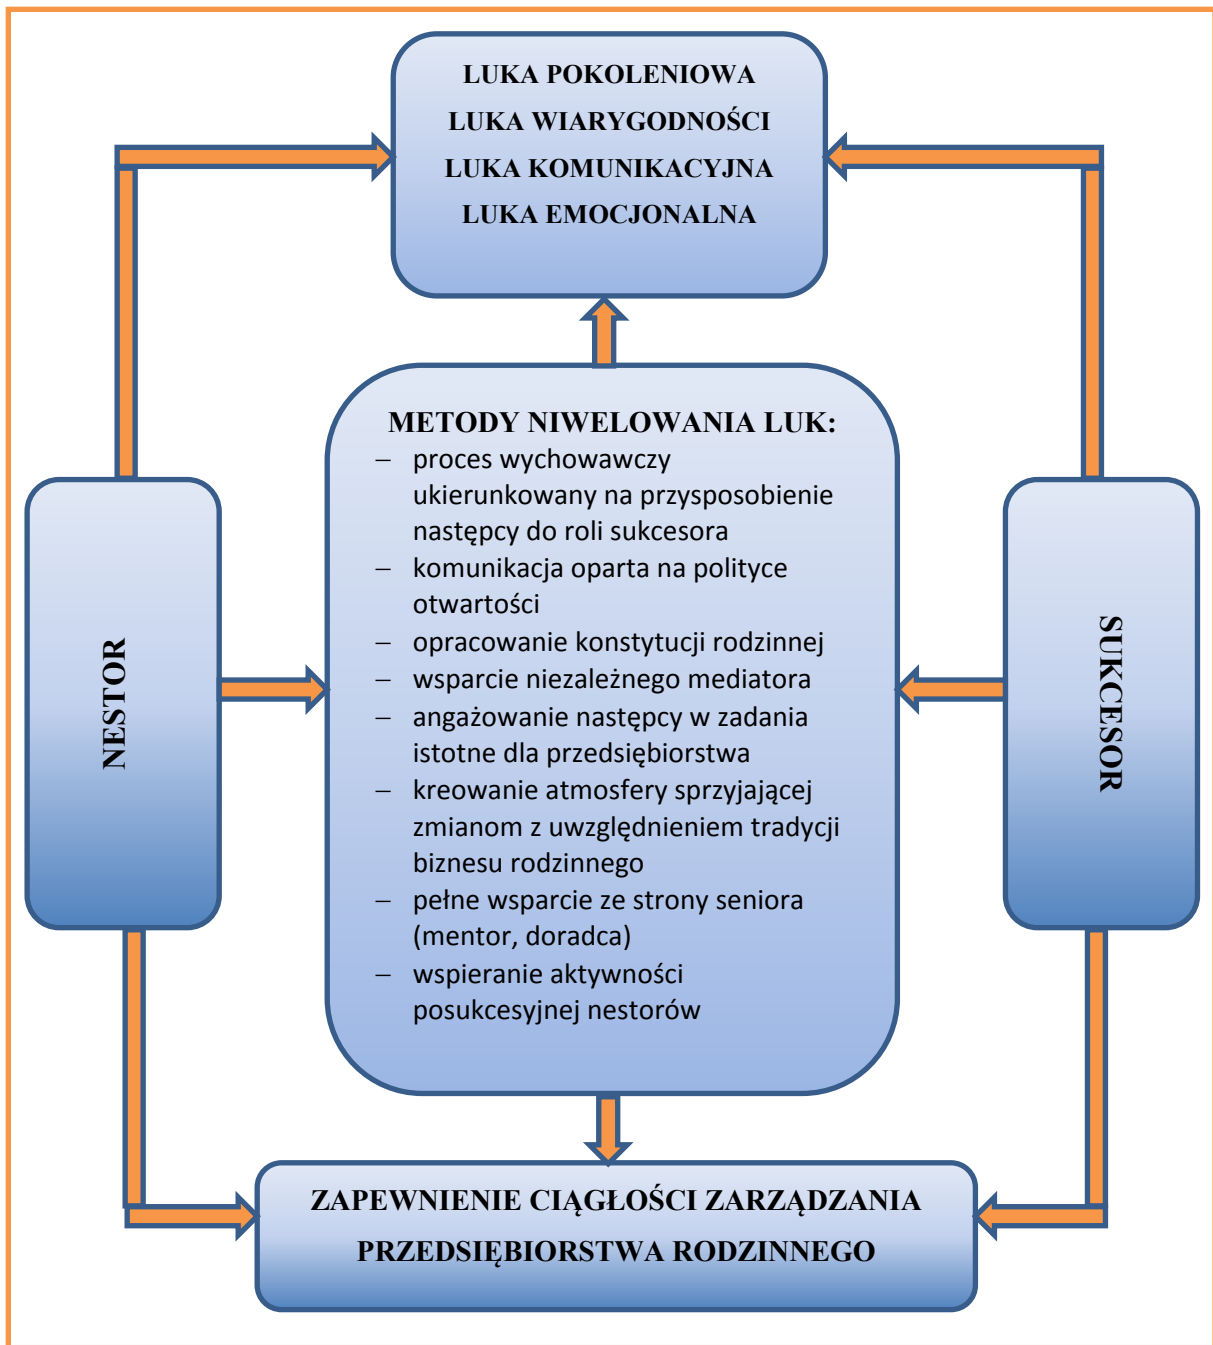 LUKA POKOLENIOWA
LUKA WIARYGODNOŚCI
LUKA KOMUNIKACYJNA
LUKA EMOCJONALNA
METODY NIWELOWANIA LUK:
– proces wychowawczy
ukierunkowany na przysposobienie
następcy do roli sukcesora
– komunikacja oparta na polityce
otwartości
– opracowanie konstytucji rodzinnej
– wsparcie niezależnego mediatora
– angażowanie następcy w zadania
istotne dla przedsiębiorstwa
– kreowanie atmosfery sprzyjającej
zmianom z uwzględnieniem tradycji
biznesu rodzinnego
– pełne wsparcie ze strony seniora
(mentor, doradca)
– wspieranie aktywności
posukcesyjnej nestorów
NESTOR
SUKCESOR
ZAPEWNIENIE CIĄGŁOŚCI ZARZĄDZANIA
PRZEDSIĘBIORSTWA RODZINNEGO